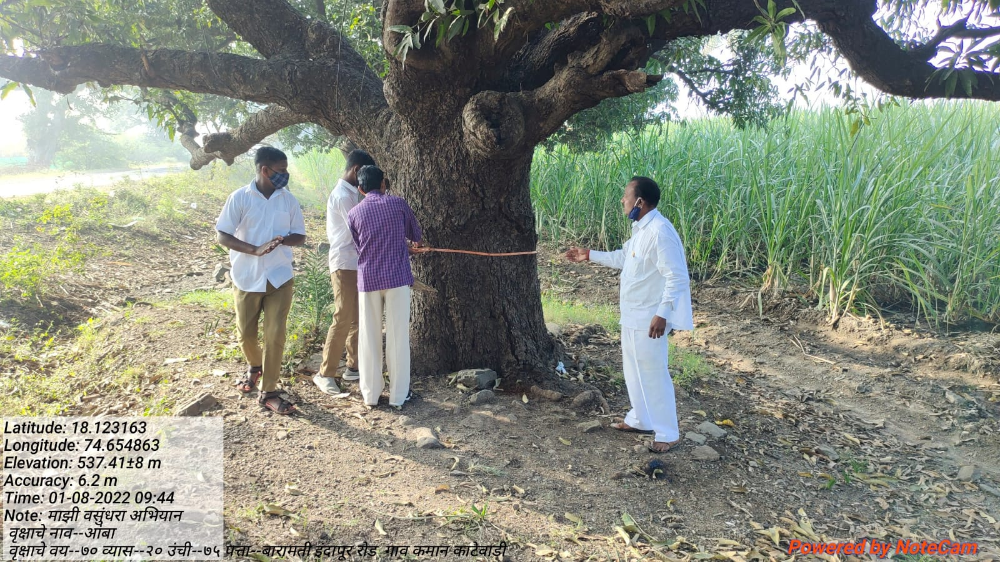 Latitude: 18.123163
Longitude: 74.654863
Elevation: 537.41±8 m
Accuracy: 6.2 m
Time: 01-08-2022 09:44
Note: माझी वसुंधरा अभियान
वृक्षाचे नाव--आंबा
वृक्षाचे वय--७० व्यास--२० उंची--७५ पत्ता--बारामती इंदापूर रोड गाव कमान काटेवाडी
Powered by NoteCam